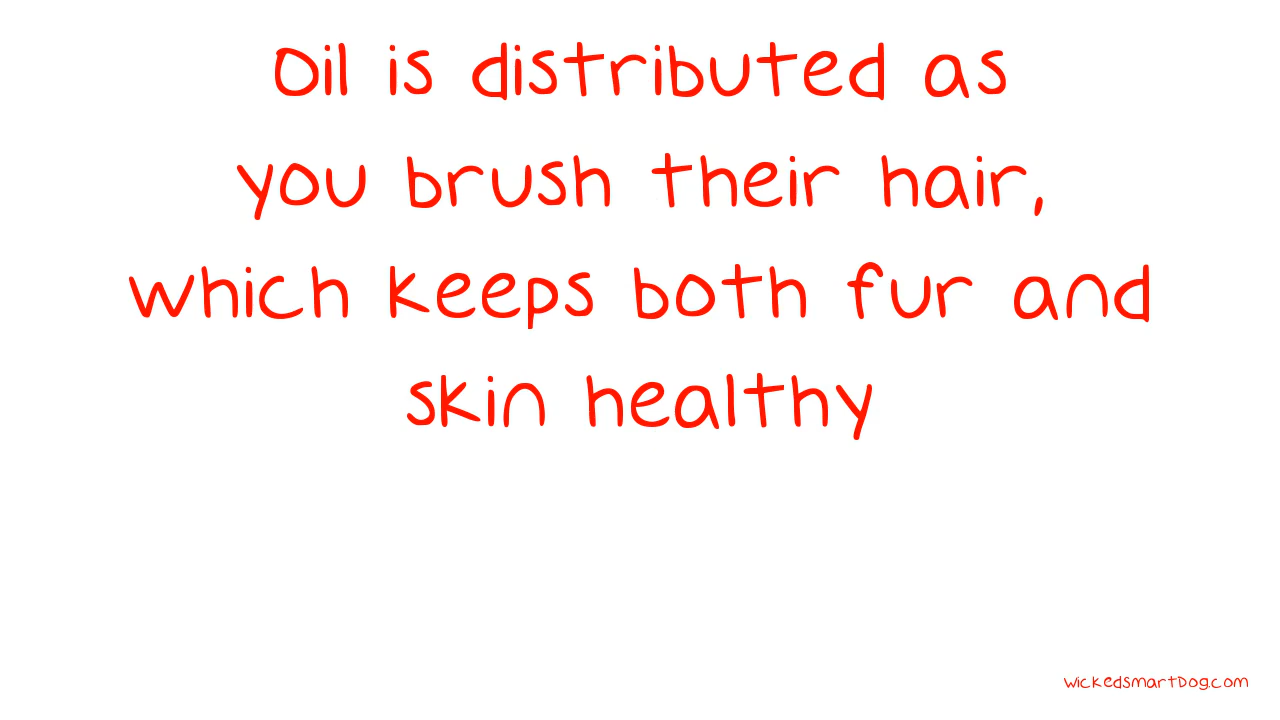 Oil is distributed as
you brush their hair,
which keeps both fur and
skin healthy
wickedsmartDog.com